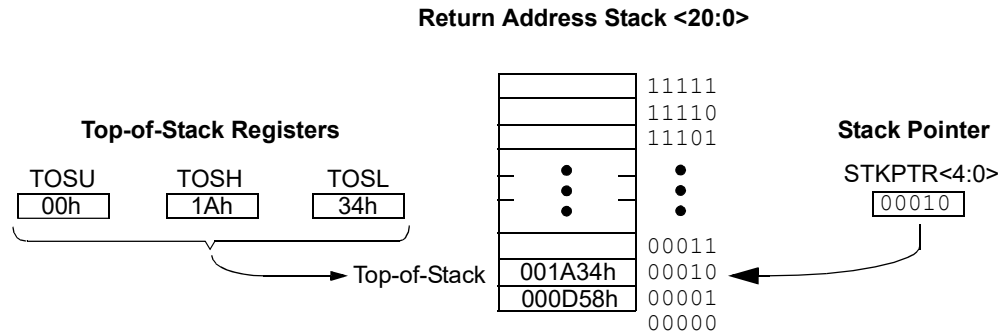 Return Address Stack <20:0>
11111
11110
11101
Top-of-Stack Registers
Stack Pointer
TOSU
TOSH
TOSL
STKPTR<4:0>
00h
1Ah
34h
00010
00011
Top-of-Stack
001A34h
00010
000D58h
00001
00000